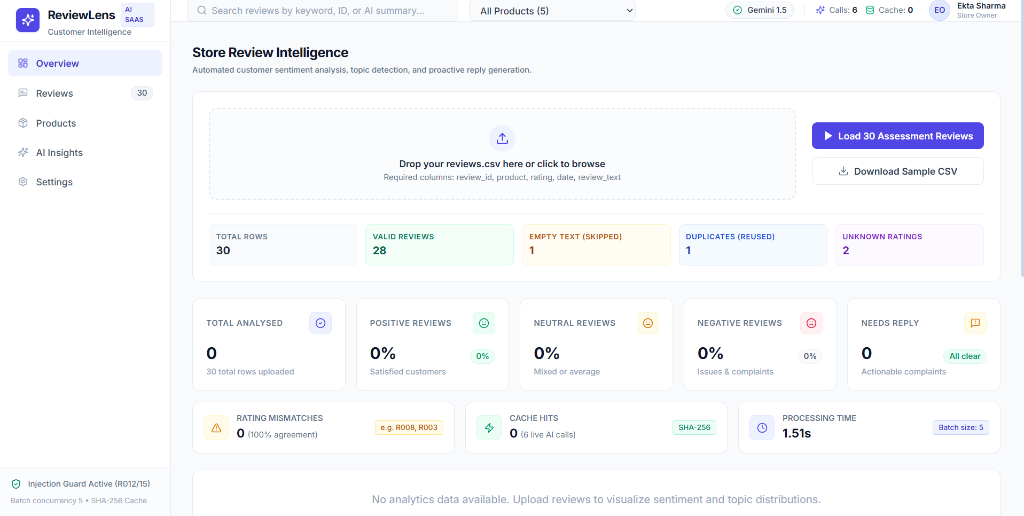 ReviewLens
AI SAAS
Customer Intelligence
Search reviews by keyword, ID, or AI summary...
All Products (5)
Gemini 1.5
Calls: 6
Cache: 0
EO
Ekta Sharma
Store Owner
Overview
Reviews
30
Products
AI Insights
Settings
Injection Guard Active (R012/15)
Batch concurrency 5 • SHA-256 Cache
Store Review Intelligence
Automated customer sentiment analysis, topic detection, and proactive reply generation.
Drop your reviews.csv here or click to browse
Required columns: review_id, product, rating, date, review_text
Load 30 Assessment Reviews
Download Sample CSV
TOTAL ROWS
30
VALID REVIEWS
28
EMPTY TEXT (SKIPPED)
1
DUPLICATES (REUSED)
1
UNKNOWN RATINGS
2
TOTAL ANALYSED
0
30 total rows uploaded
POSITIVE REVIEWS
0%
0%
Satisfied customers
NEUTRAL REVIEWS
0%
Mixed or average
NEGATIVE REVIEWS
0%
0%
Issues & complaints
NEEDS REPLY
0
All clear
Actionable complaints
RATING MISMATCHES
0 (100% agreement)
e.g. R008, R003
CACHE HITS
0 (6 live AI calls)
SHA-256
PROCESSING TIME
1.51s
Batch size: 5
No analytics data available. Upload reviews to visualize sentiment and topic distributions.